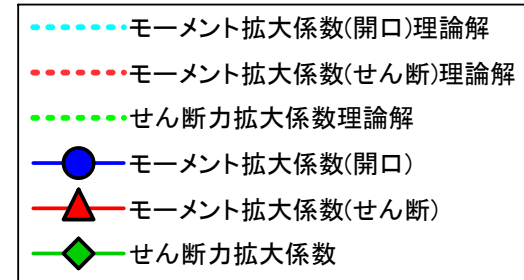 モーメント拡大係数(開口)理論解
モーメント拡大係数(せん断)理論解
せん断力拡大係数理論解
モーメント拡大係数(開口)
モーメント拡大係数(せん断)
せん断力拡大係数